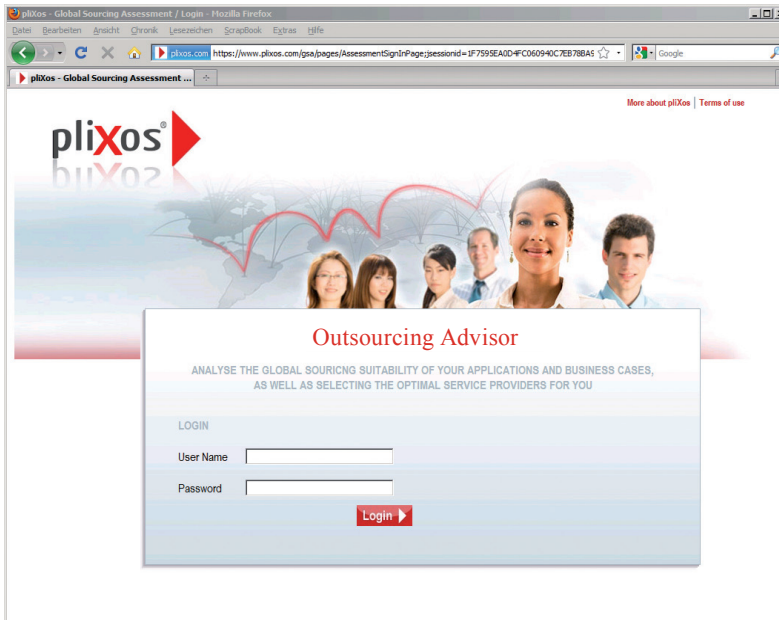 pliXos - Global Sourcing Assessment / Login - Mozilla Firefox
Datei Bearbeiten Ansicht Chronik Lesezeichen ScrapBook Extras Hilfe
plixos.com https://www.plixos.com/gsa/pages/AssessmentSignInPage;jsessionid=1F7595EA0D4FC060940C7EB78BA9 Google
pliXos - Global Sourcing Assessment ...
More about pliXos | Terms of use
pliXos®
Outsourcing Advisor
ANALYSE THE GLOBAL SOURICNG SUITABILITY OF YOUR APPLICATIONS AND BUSINESS CASES,
AS WELL AS SELECTING THE OPTIMAL SERVICE PROVIDERS FOR YOU
LOGIN
User Name
Password
Login